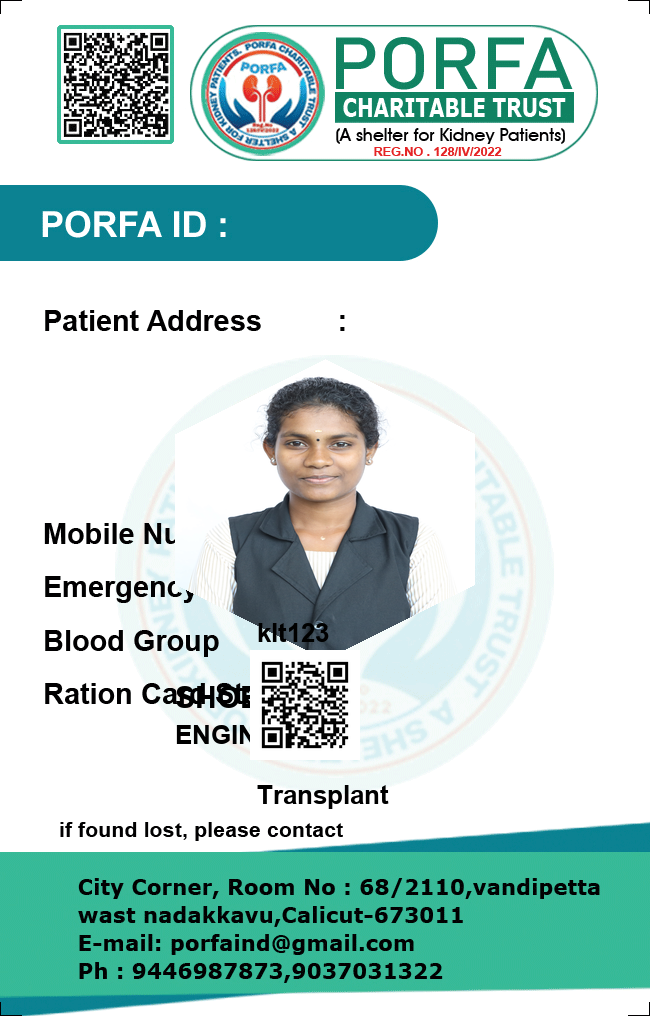 PORFA CHARITABLE TRUST A SHELTER FOR KIDNEY PATIENTS.
PORFA
Reg.No
128/IV/2022
PORFA
CHARITABLE TRUST
(A shelter for Kidney Patients)
REG.NO . 128/IV/2022
PORFA ID :
Patient Address :
Mobile Nu
Emergency
Blood Group
klt123
Ration Card St
SHOE
ENGIN
Transplant
if found lost, please contact
City Corner, Room No : 68/2110,vandipetta
wast nadakkavu,Calicut-673011
E-mail: porfaind@gmail.com
Ph : 9446987873,9037031322